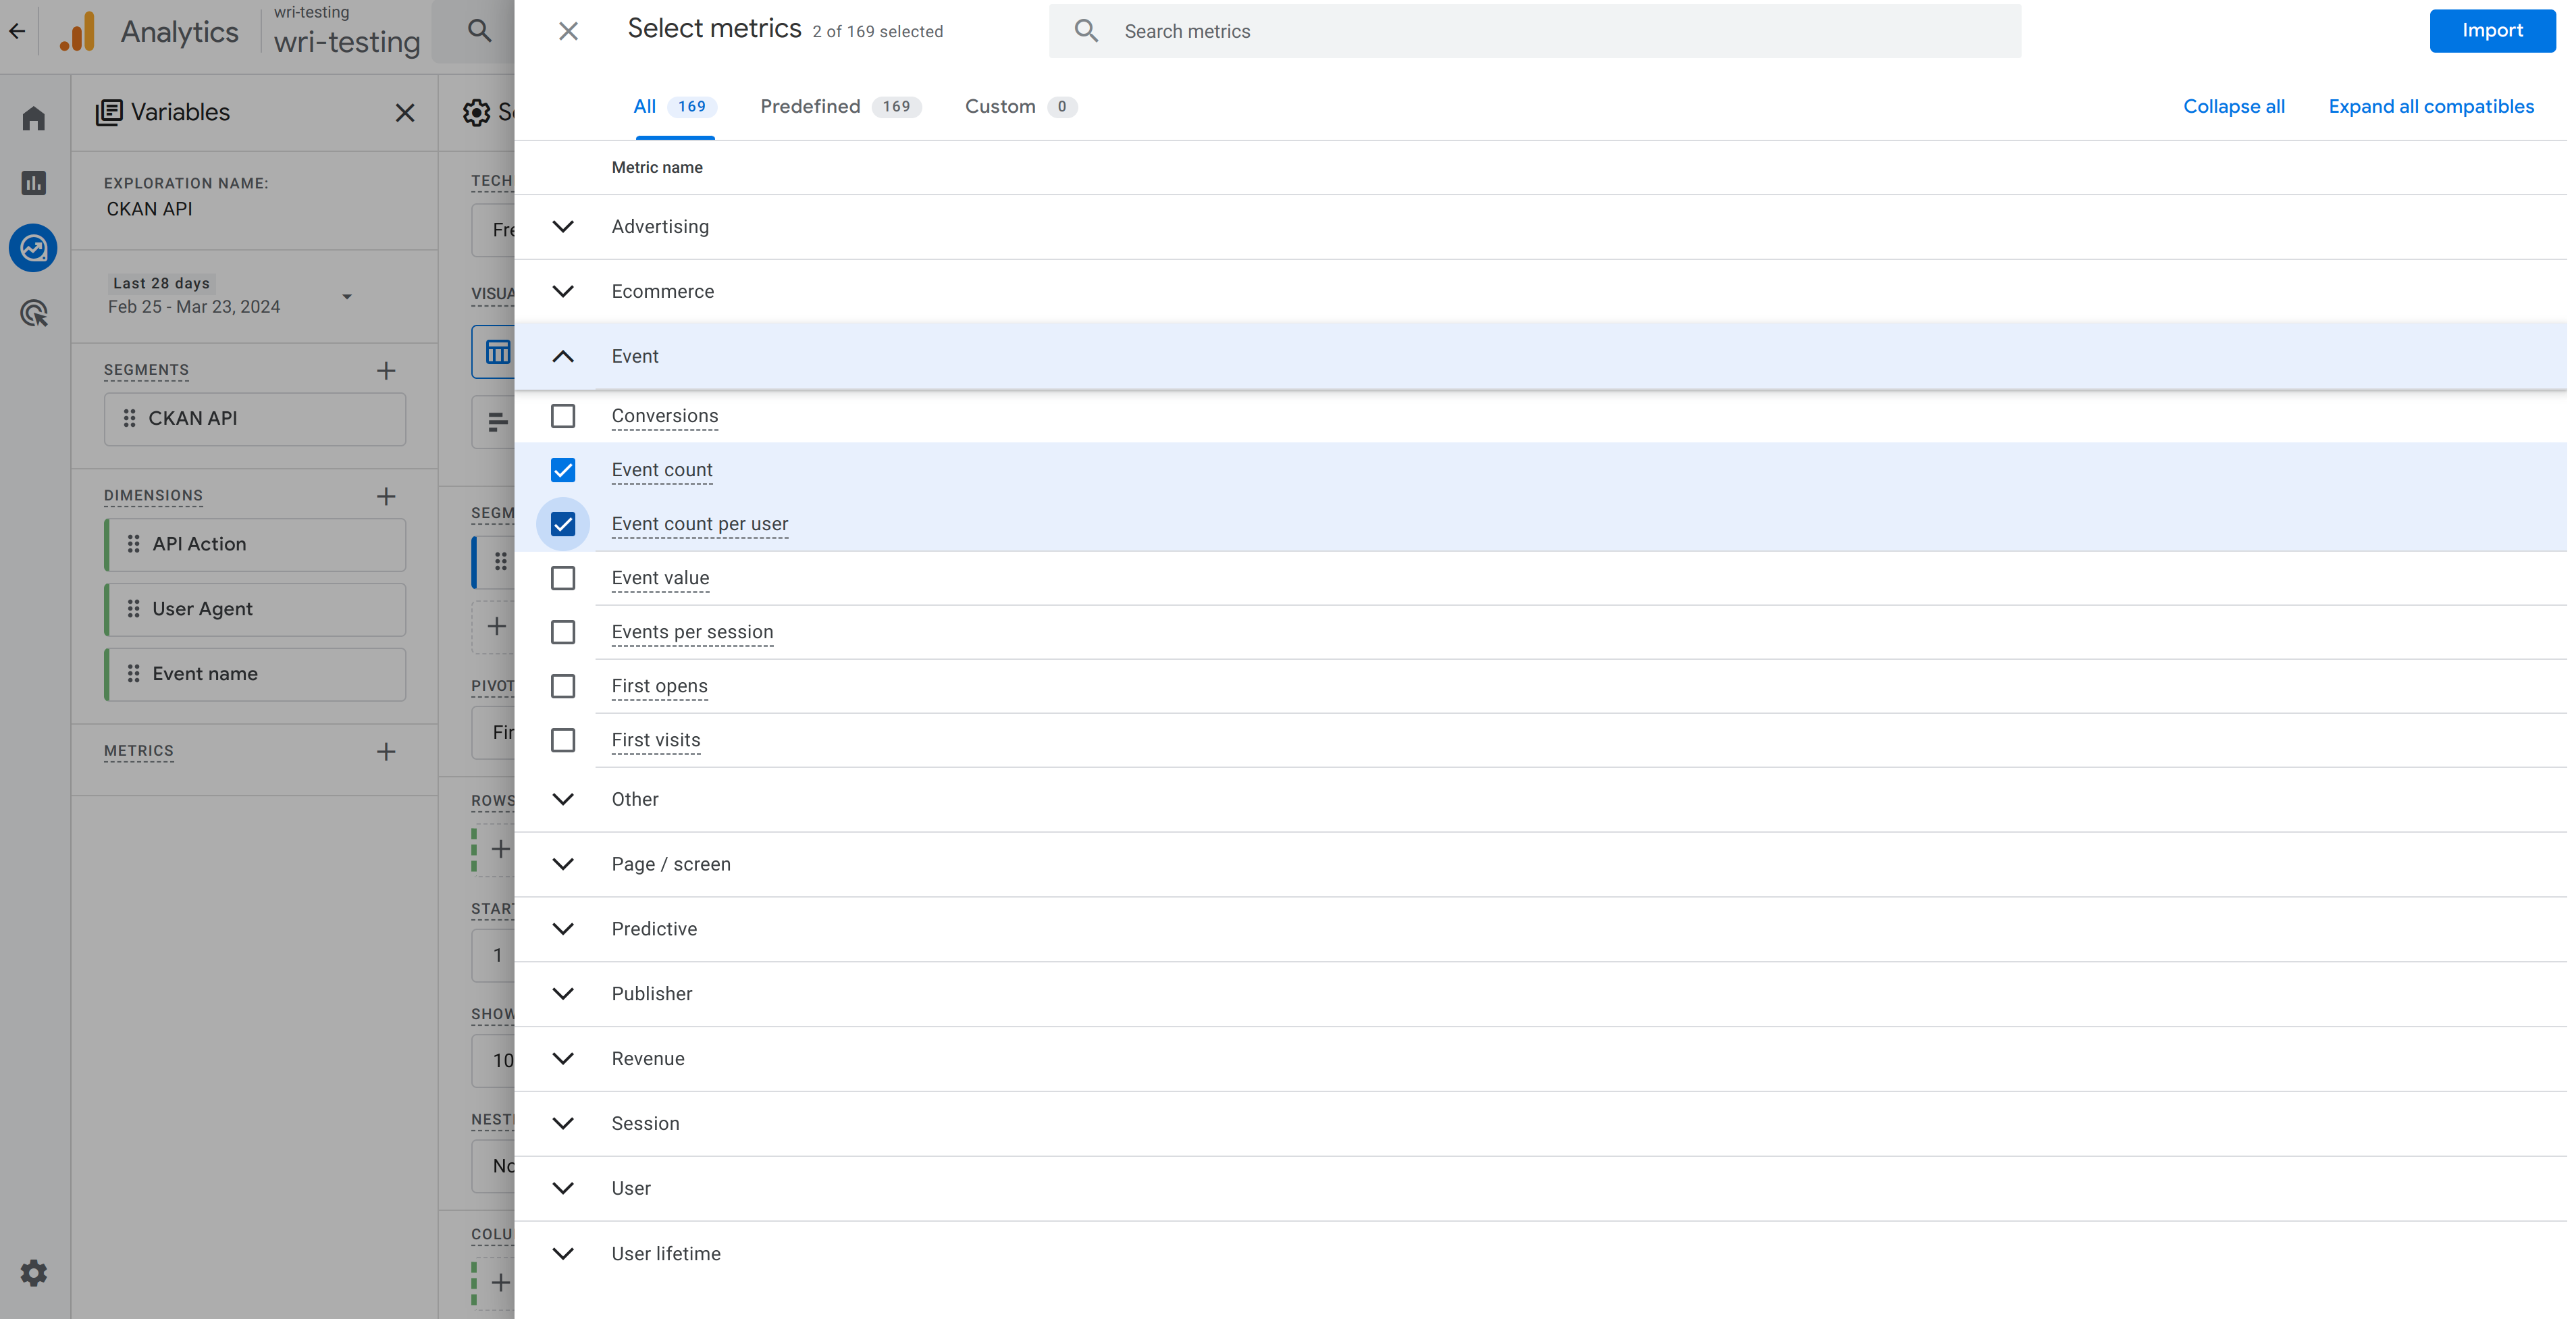 Analytics
wri-testing
wri-testing
Select metrics
2 of 169 selected
Search metrics
Import
All 169
Predefined 169
Custom 0
Collapse all
Expand all compatibles
Variables
EXPLORATION NAME:
CKAN API
Last 28 days
Feb 25 - Mar 23, 2024
SEGMENTS
CKAN API
DIMENSIONS
API Action
User Agent
Event name
METRICS
TECH
Fre
VISUA
SEGM
PIVOT
Fir
ROWS
START
1
SHOW
10
NESTI
No
COLU
Metric name
Advertising
Ecommerce
Event
Conversions
Event count
Event count per user
Event value
Events per session
First opens
First visits
Other
Page / screen
Predictive
Publisher
Revenue
Session
User
User lifetime